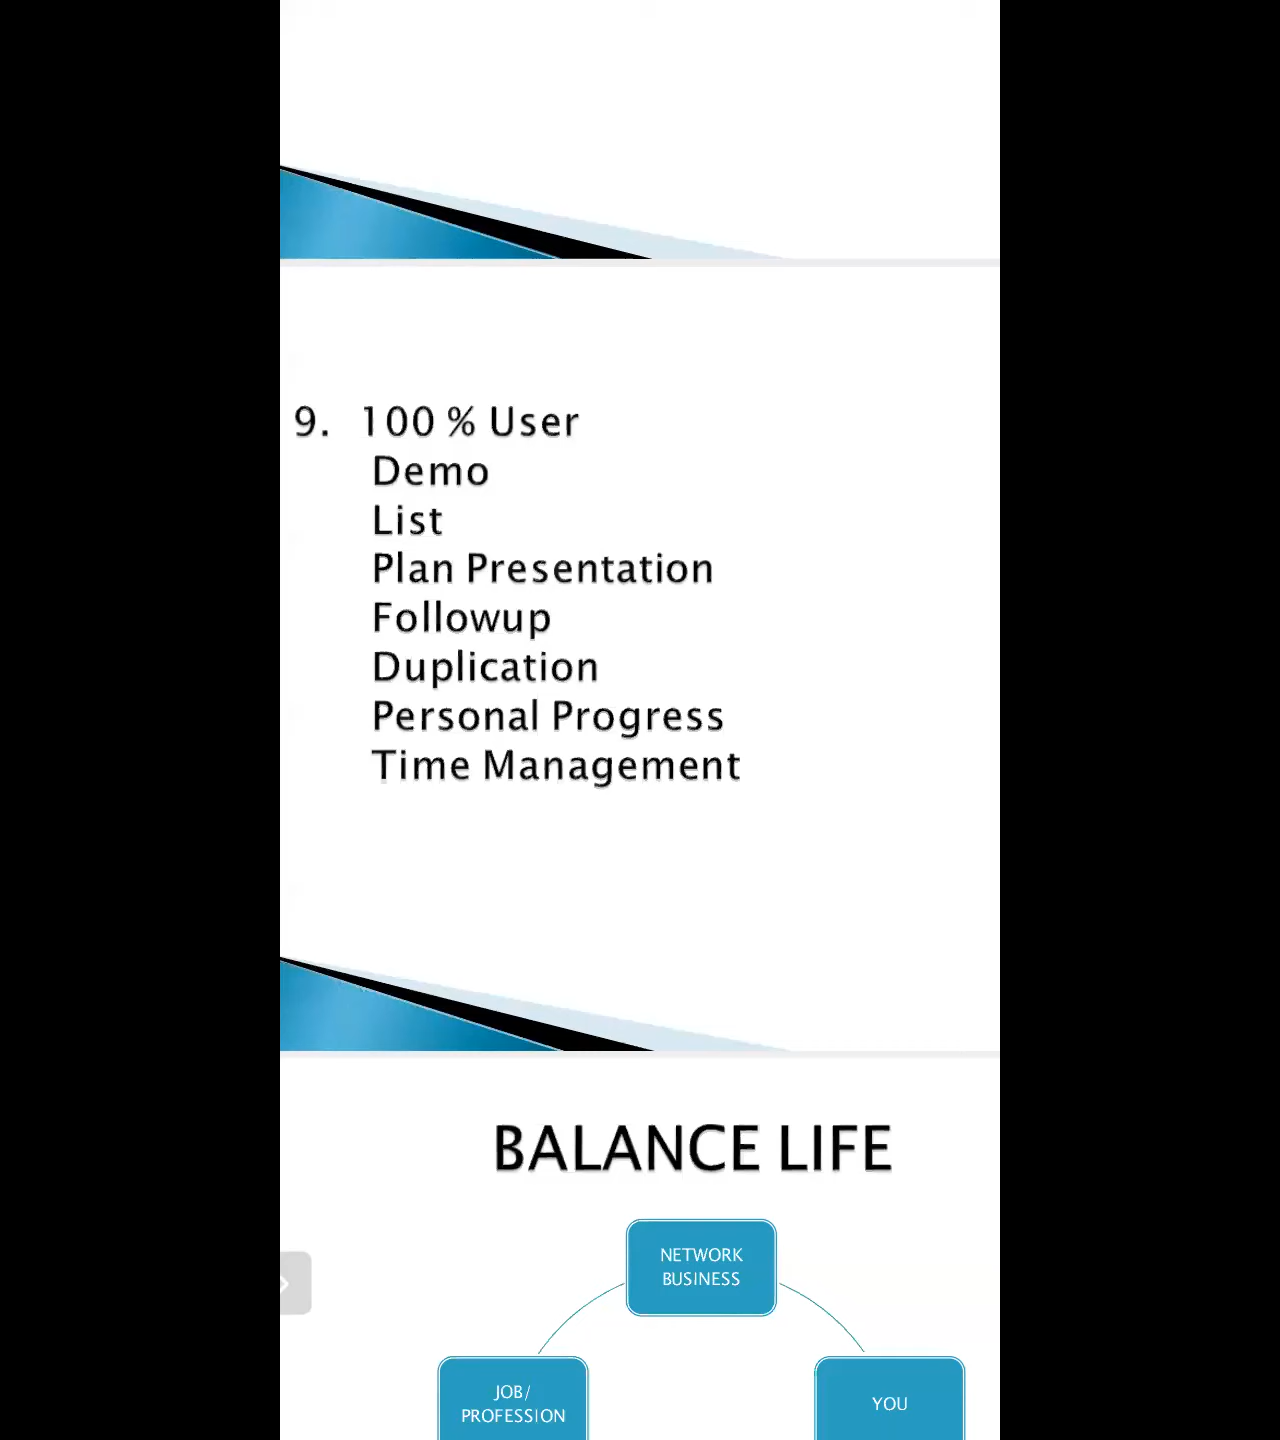 9. 100 % User
Demo
List
Plan Presentation
Followup
Duplication
Personal Progress
Time Management
BALANCE LIFE
NETWORK
BUSINESS
JOB/
PROFESSION
YOU